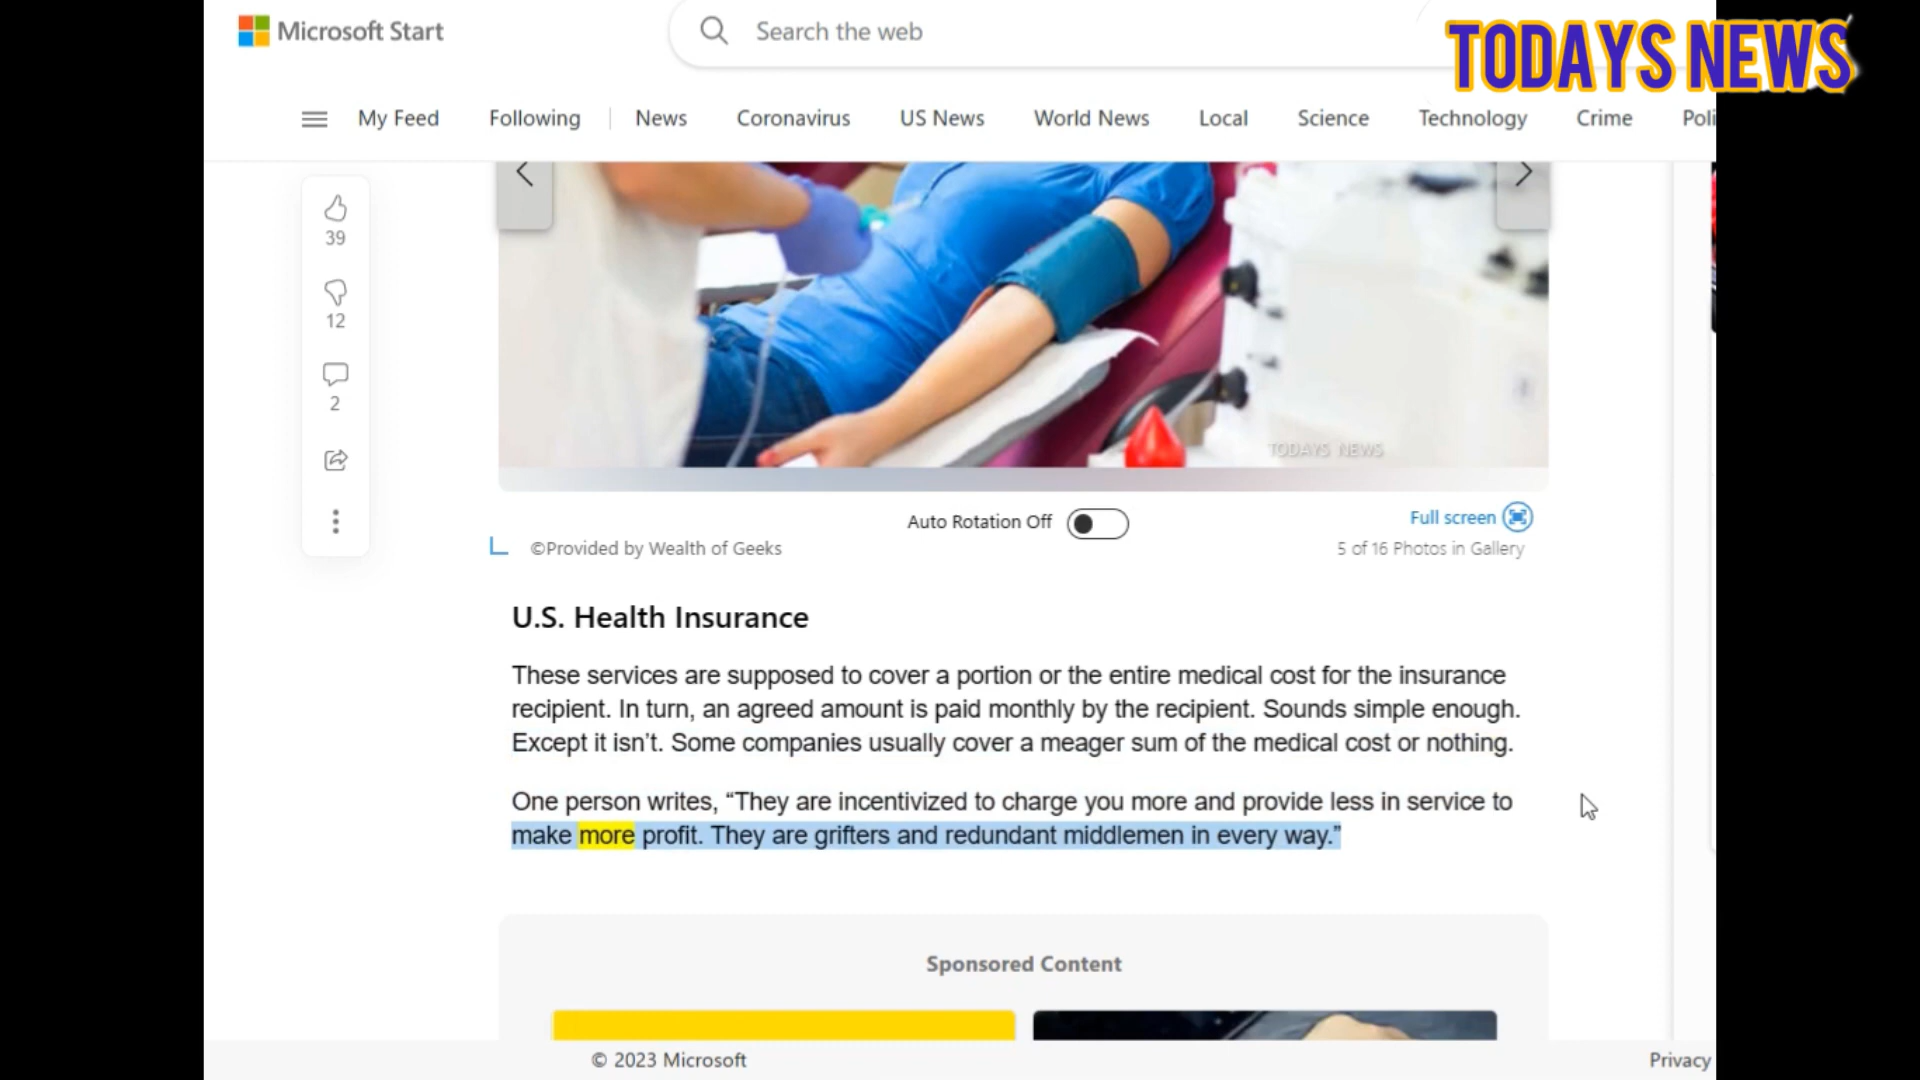 Microsoft Start
Search the web
TODAYS NEWS
My Feed
Following
News
Coronavirus
US News
World News
Local
Science
Technology
Crime
Poli
39
12
2
TODAYS NEWS
Auto Rotation Off
Full screen
©Provided by Wealth of Geeks
5 of 16 Photos in Gallery
U.S. Health Insurance
These services are supposed to cover a portion or the entire medical cost for the insurance
recipient. In turn, an agreed amount is paid monthly by the recipient. Sounds simple enough.
Except it isn’t. Some companies usually cover a meager sum of the medical cost or nothing.
One person writes, “They are incentivized to charge you more and provide less in service to
make more profit. They are grifters and redundant middlemen in every way.”
Sponsored Content
© 2023 Microsoft
Privacy